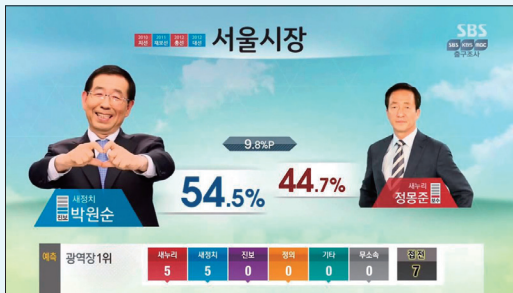 2010 지선 2011 재보선 2012 총선 2012 대선
서울시장
SBS
SBS KBS MBC
출구조사
9.8%P
54.5%
44.7%
새정치
진보 박원순
새누리
정몽준 보수
예측 광역장 1위
새누리 새정치 진보 정의 기타 무소속 접전
5 5 0 0 0 0 7